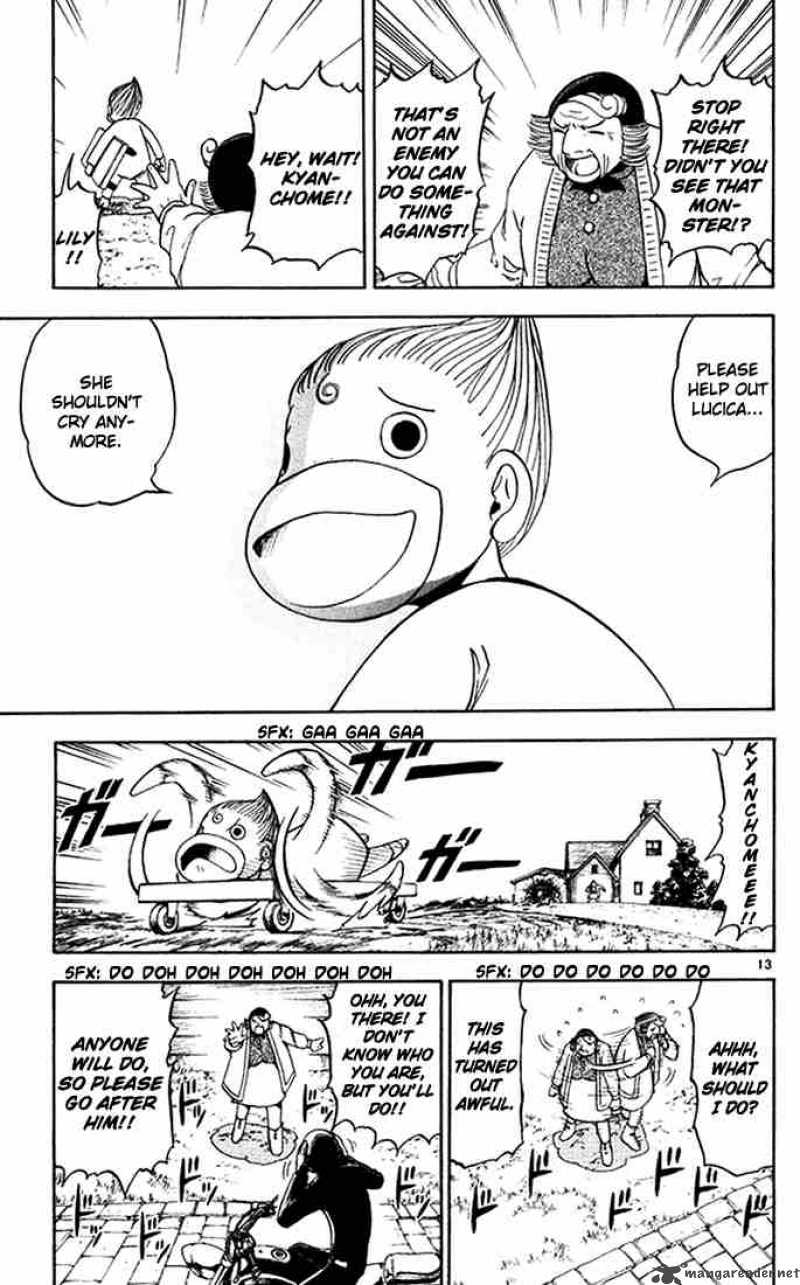 STOP
RIGHT
THERE!
DIDN'T YOU
SEE THAT
MON-
STER!?
THAT'S
NOT AN
ENEMY
YOU CAN
DO SOME-
THING
AGAINST!
HEY, WAIT!
KYAN-
CHOME!!
LILY
!!
PLEASE
HELP OUT
LUCICA...
SHE
SHOULDN'T
CRY ANY-
MORE.
SFX: GAA GAA GAA
KYANCHOMEEE!!
ガー
ガー
ガー
13
SFX: DO DO DO DO DO DO
AHHH,
WHAT
SHOULD
I DO?
THIS
HAS
TURNED
OUT
AWFUL.
ド
ド
ド
ド
ド
SFX: DO DOH DOH DOH DOH DOH DOH
OHH, YOU
THERE! I
DON'T
KNOW WHO
YOU ARE,
BUT YOU'LL
DO!!
ANYONE
WILL DO,
SO PLEASE
GO AFTER
HIM!!
ド
ド
ド
ド
ド
mangareader.net